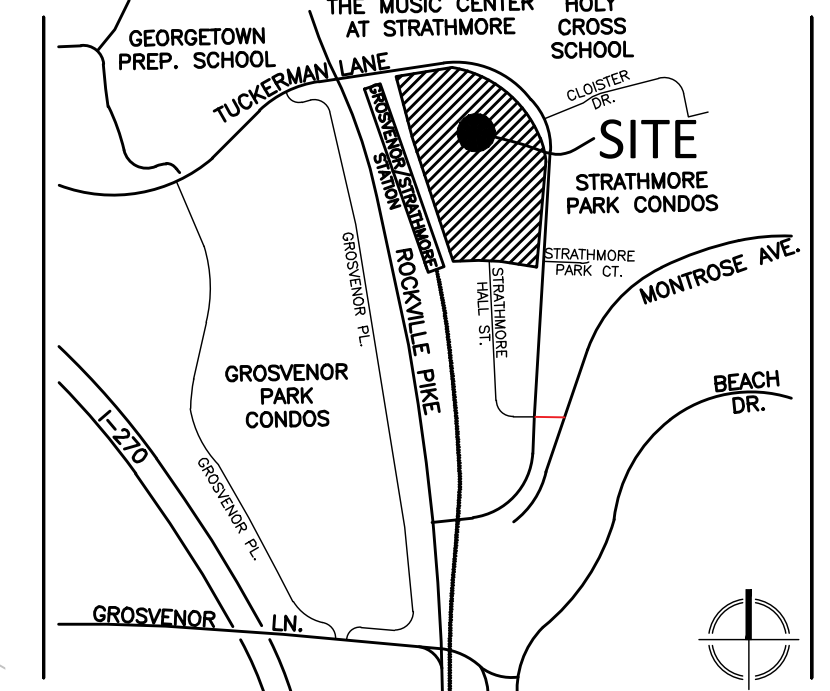 THE MUSIC CENTER
AT STRATHMORE
HOLY
CROSS
SCHOOL
GEORGETOWN
PREP. SCHOOL
TUCKERMAN LANE
CLOISTER
DR.
SITE
STRATHMORE
PARK CONDOS
GROSVENOR/STRATHMORE
STATION
GROSVENOR PL.
ROCKVILLE PIKE
STRATHMORE
HALL ST.
STRATHMORE
PARK CT.
MONTROSE AVE.
GROSVENOR
PARK
CONDOS
BEACH
DR.
I-270
GROSVENOR PL.
GROSVENOR LN.